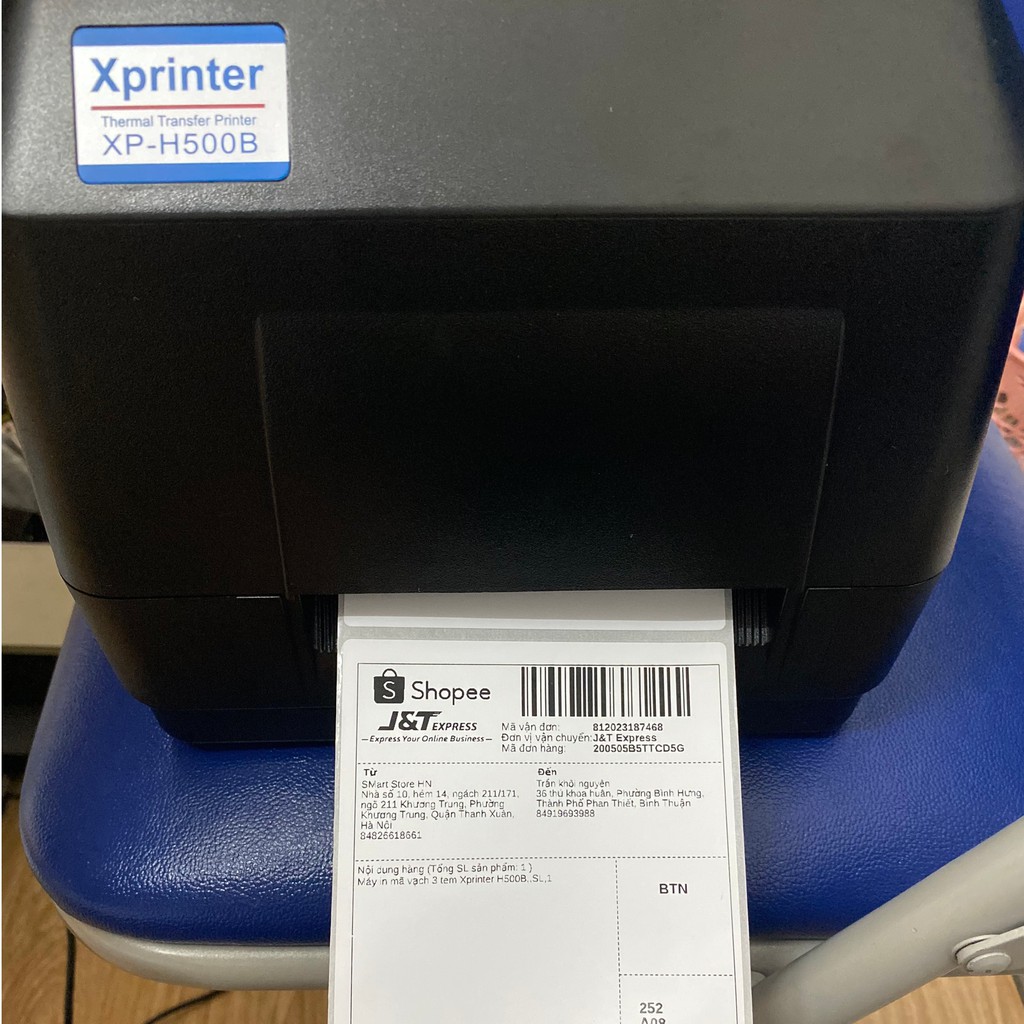 Xprinter
Thermal Transfer Printer
XP-H500B
S Shopee
J&T EXPRESS
Express Your Online Business
Mã vận đơn: 812023187468
Đơn vị vận chuyển: J&T Express
Mã đơn hàng: 200505B5TTCD5G
Từ
SMart Store HN
Nhà số 10, hẻm 14, ngách 211/171,
ngõ 211 Khương Trung, Phường
Khương Trung, Quận Thanh Xuân,
Hà Nội
84826618661
Đến
Trần khôi nguyên
36 thủ khoa huân, Phường Bình Hưng,
Thành Phố Phan Thiết, Bình Thuận
84919693988
Nội dung hàng (Tổng SL sản phẩm: 1 )
Máy in mã vạch 3 tem Xprinter H500B,.SL,1
BTN
252
A08